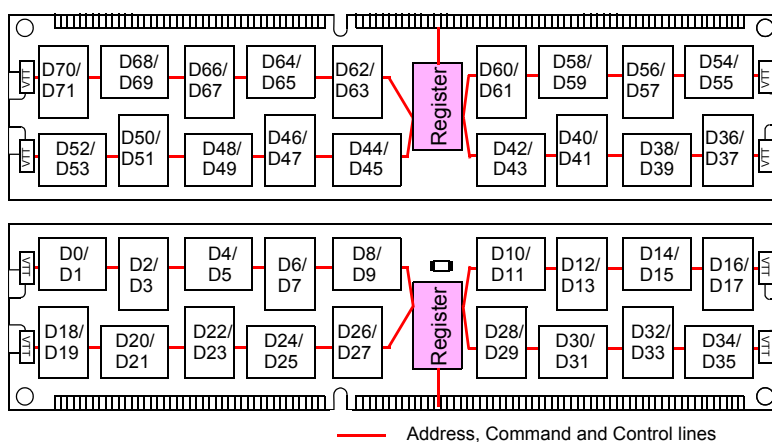 D70/
D71
D68/
D69
D66/
D67
D64/
D65
D62/
D63
Register
D60/
D61
D58/
D59
D56/
D57
D54/
D55
VTT
VTT
D52/
D53
D50/
D51
D48/
D49
D46/
D47
D44/
D45
D42/
D43
D40/
D41
D38/
D39
D36/
D37
VTT
VTT
D0/
D1
D2/
D3
D4/
D5
D6/
D7
D8/
D9
Register
D10/
D11
D12/
D13
D14/
D15
D16/
D17
VTT
VTT
D18/
D19
D20/
D21
D22/
D23
D24/
D25
D26/
D27
D28/
D29
D30/
D31
D32/
D33
D34/
D35
VTT
VTT
Address, Command and Control lines